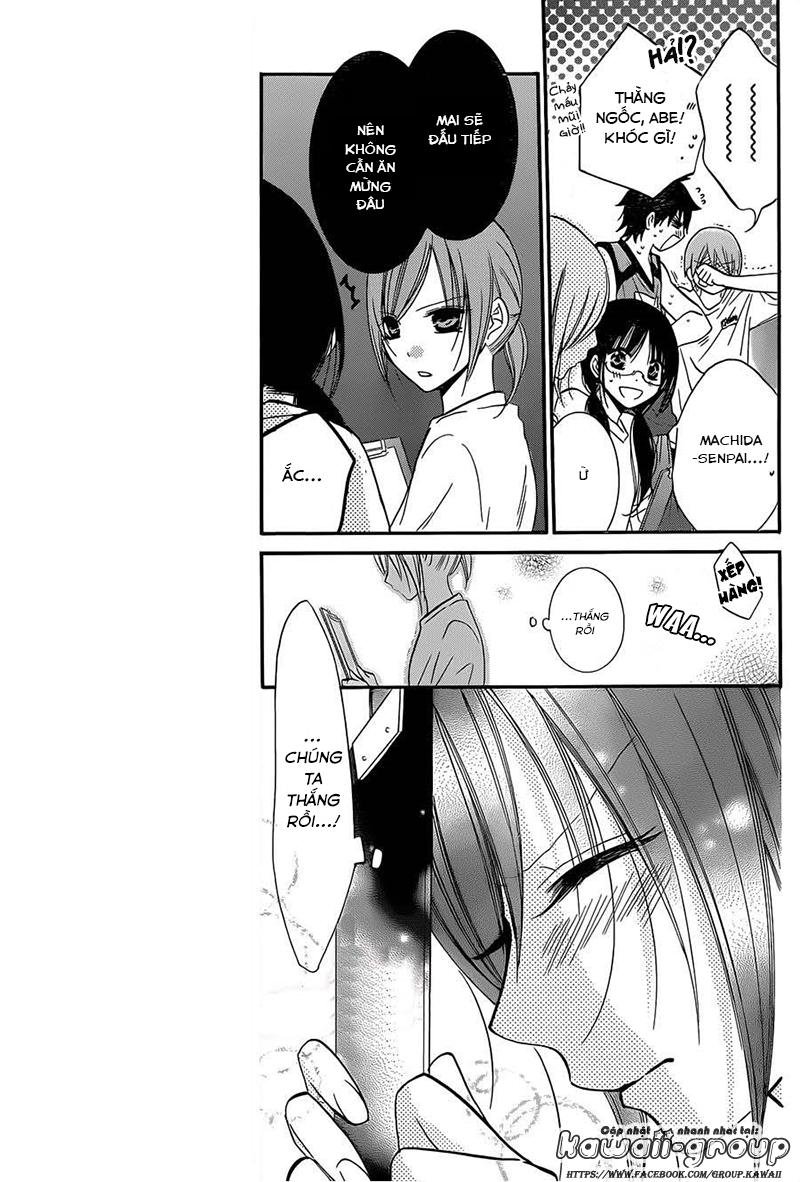 HẢ!?
THẰNG
NGỐC, ABE!
KHÓC GÌ!
Chảy
máu
mũi
giờ!!
MACHIDA
-SENPAI...!
Ừ
MAI SẼ
ĐẤU TIẾP
NÊN
KHÔNG
CẦN ĂN
MỪNG
ĐÂU
ẮC...
XẾP
HÀNG!
WAA...
...THẮNG
RỒI
...
CHÚNG
TA
THẮNG
RỒI...!
Cập nhật nhanh nhất tại:
kawaii-group
HTTPS://WWW.FACEBOOK.COM/GROUP.KAWAII